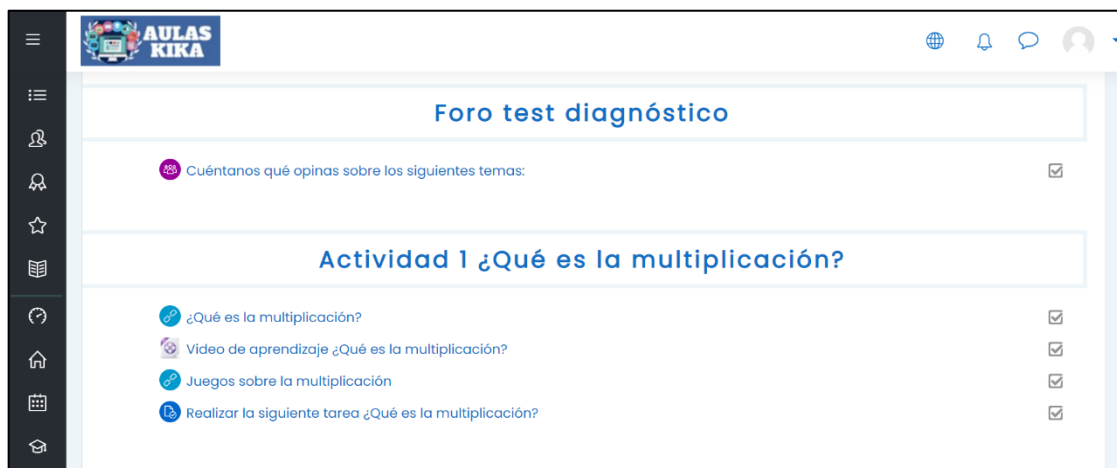 AULAS
KIKA
Foro test diagnóstico
Cuéntanos qué opinas sobre los siguientes temas:
Actividad 1 ¿Qué es la multiplicación?
¿Qué es la multiplicación?
Video de aprendizaje ¿Qué es la multiplicación?
Juegos sobre la multiplicación
Realizar la siguiente tarea ¿Qué es la multiplicación?